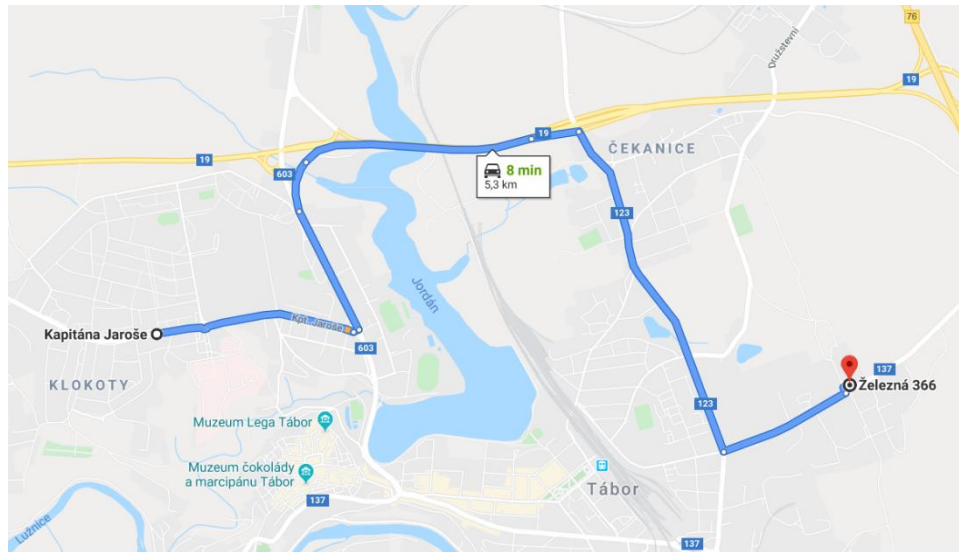 76
Družstevní
19
19
19
ČEKANICE
603
8 min
5,3 km
123
Jordán
Kpt. Jaroše
Kapitána Jaroše
603
KLOKOTY
137
Železná 366
123
Muzeum Lega Tábor
Muzeum čokolády
a marcipánu Tábor
Tábor
137
Lužnice
137